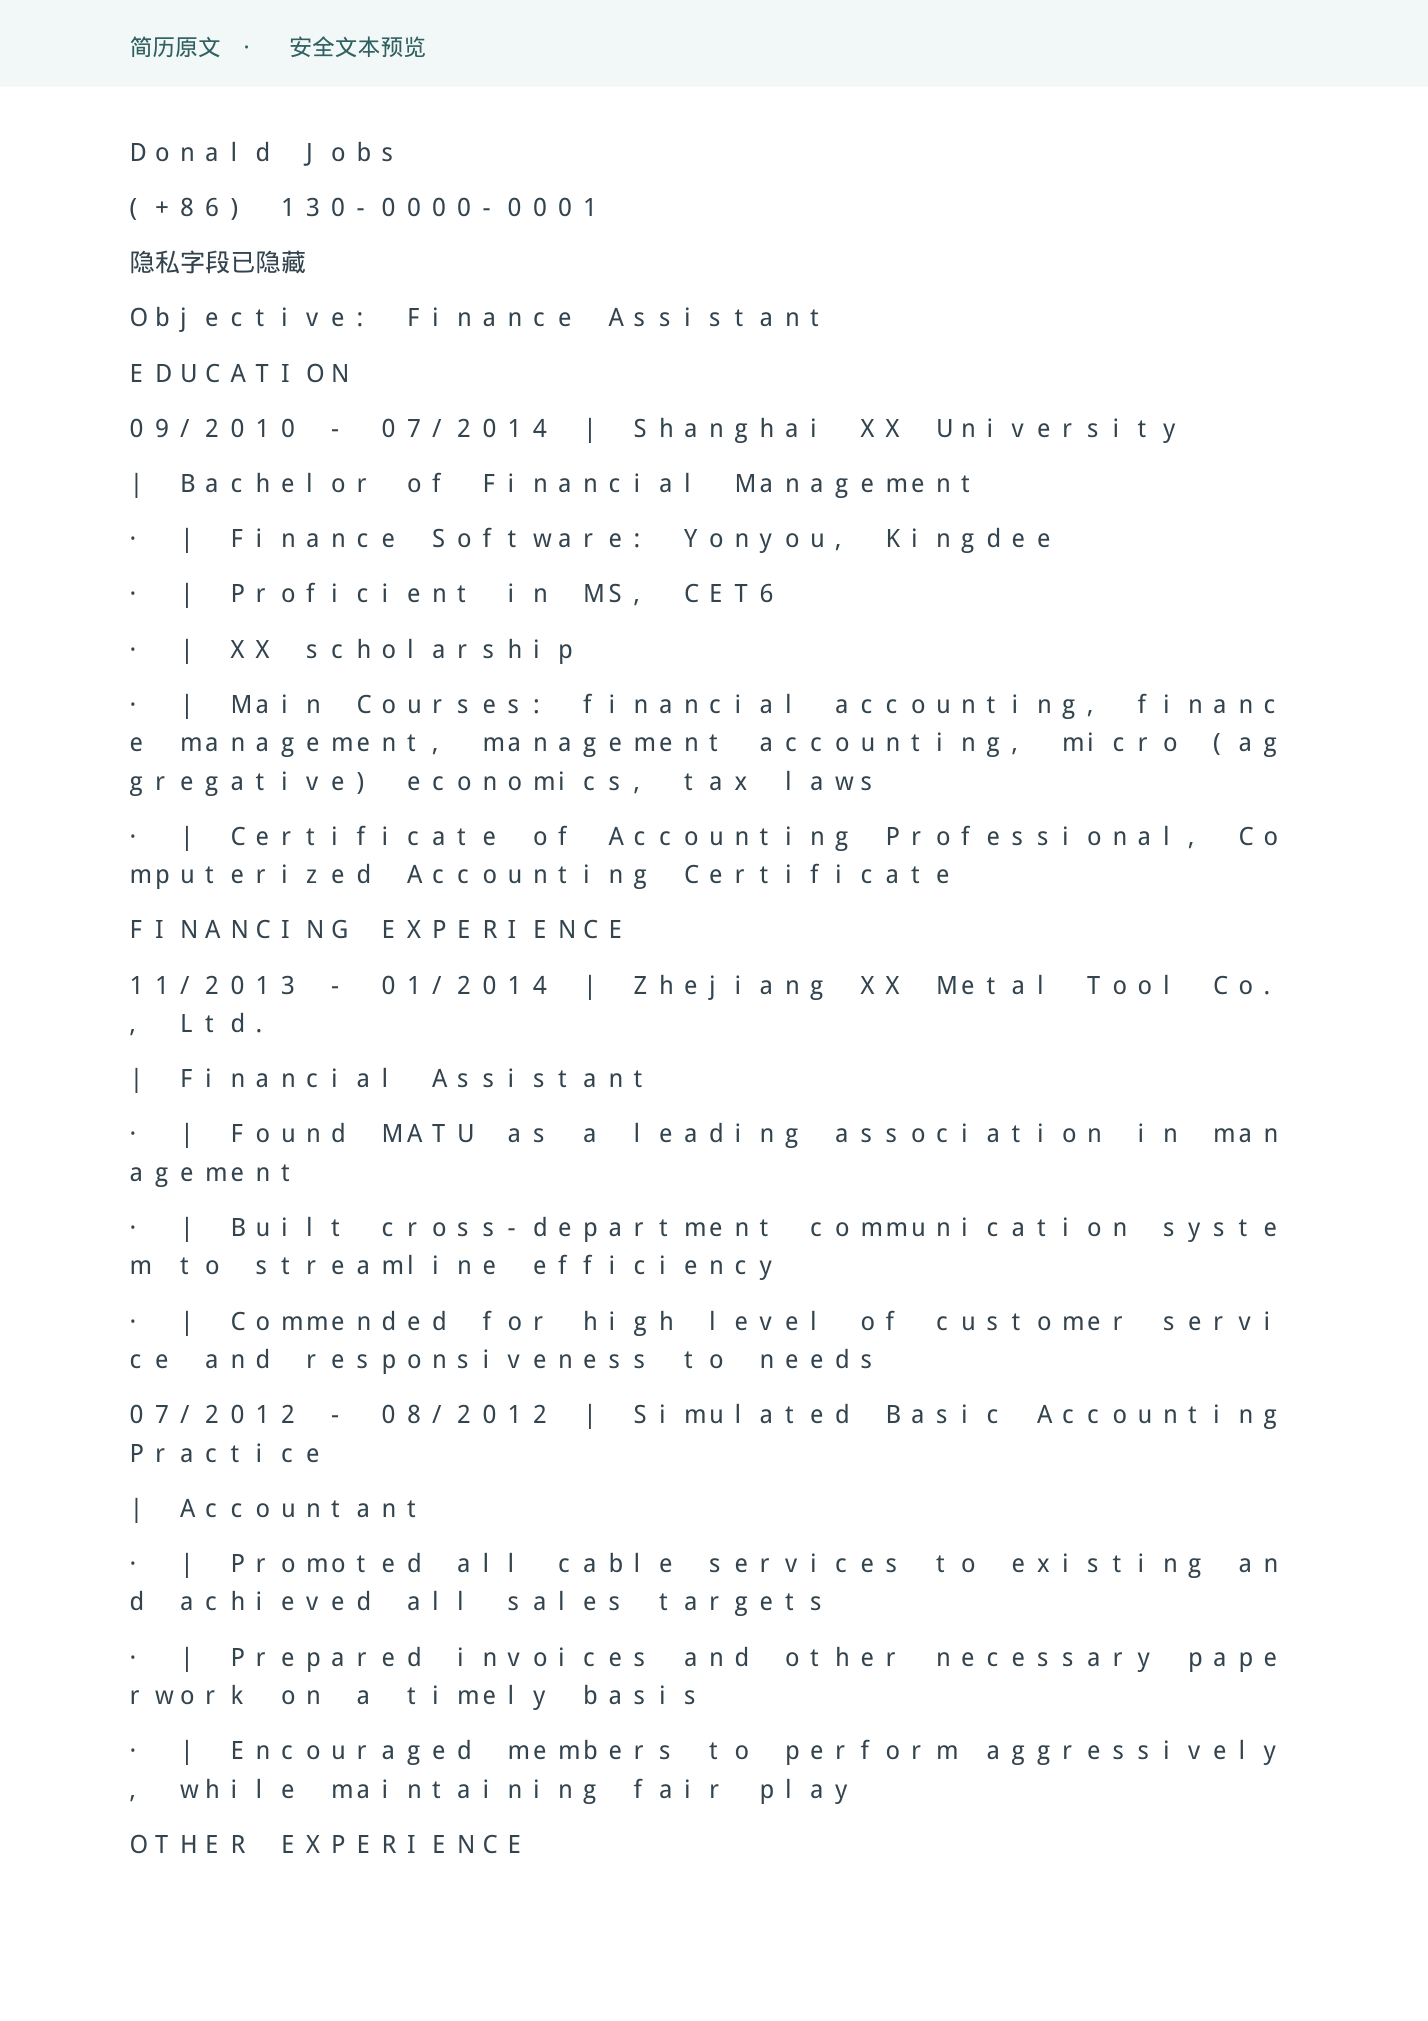 简历原文 · 安全文本预览
Donald Jobs
(+86) 130-0000-0001
隐私字段已隐藏
Objective: Finance Assistant
EDUCATION
09/2010 - 07/2014 | Shanghai XX University
| Bachelor of Financial Management
· | Finance Software: Yonyou, Kingdee
· | Proficient in MS, CET6
· | XX scholarship
· | Main Courses: financial accounting, financ
e management, management accounting, micro (ag
gregative) economics, tax laws
· | Certificate of Accounting Professional, Co
mputerized Accounting Certificate
FINANCING EXPERIENCE
11/2013 - 01/2014 | Zhejiang XX Metal Tool Co.
, Ltd.
| Financial Assistant
· | Found MATU as a leading association in man
agement
· | Built cross-department communication syste
m to streamline efficiency
· | Commended for high level of customer servi
ce and responsiveness to needs
07/2012 - 08/2012 | Simulated Basic Accounting
Practice
| Accountant
· | Promoted all cable services to existing an
d achieved all sales targets
· | Prepared invoices and other necessary pape
rwork on a timely basis
· | Encouraged members to perform aggressively
, while maintaining fair play
OTHER EXPERIENCE